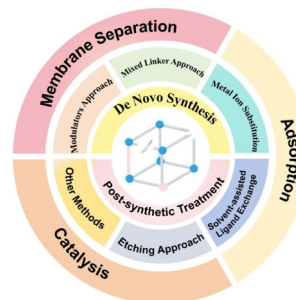 Membrane Separation
Adsorption
Catalysis
Modulators Approach
Mixed Linker Approach
Metal Ion Substitution
De Novo Synthesis
Post-synthetic Treatment
Other Methods
Etching Approach
Solvent-assisted
Ligand Exchange